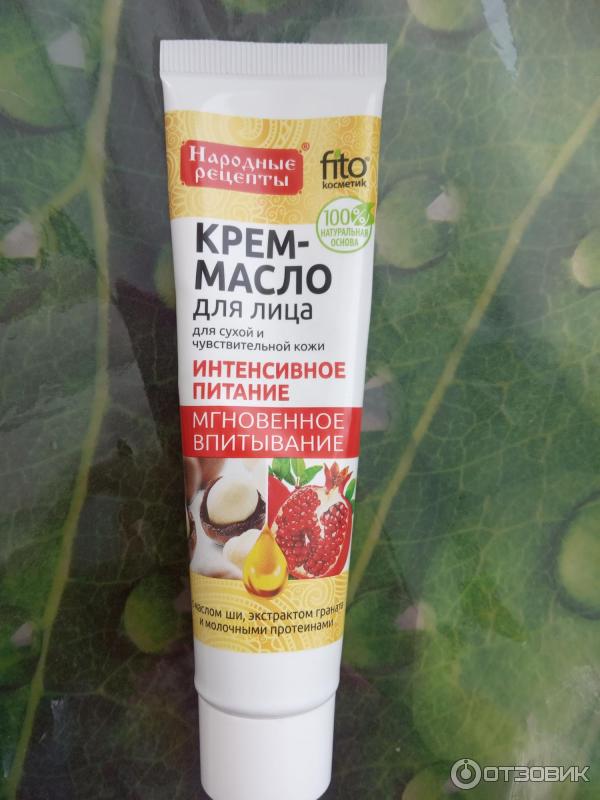 Народные
рецепты®
fito®
косметик
100%
НАТУРАЛЬНАЯ
ОСНОВА
КРЕМ-
МАСЛО
для лица
для сухой и
чувствительной кожи
ИНТЕНСИВНОЕ
ПИТАНИЕ
МГНОВЕННОЕ
ВПИТЫВАНИЕ
с маслом ши, экстрактом граната
и молочными протеинами
ОТЗОВИК